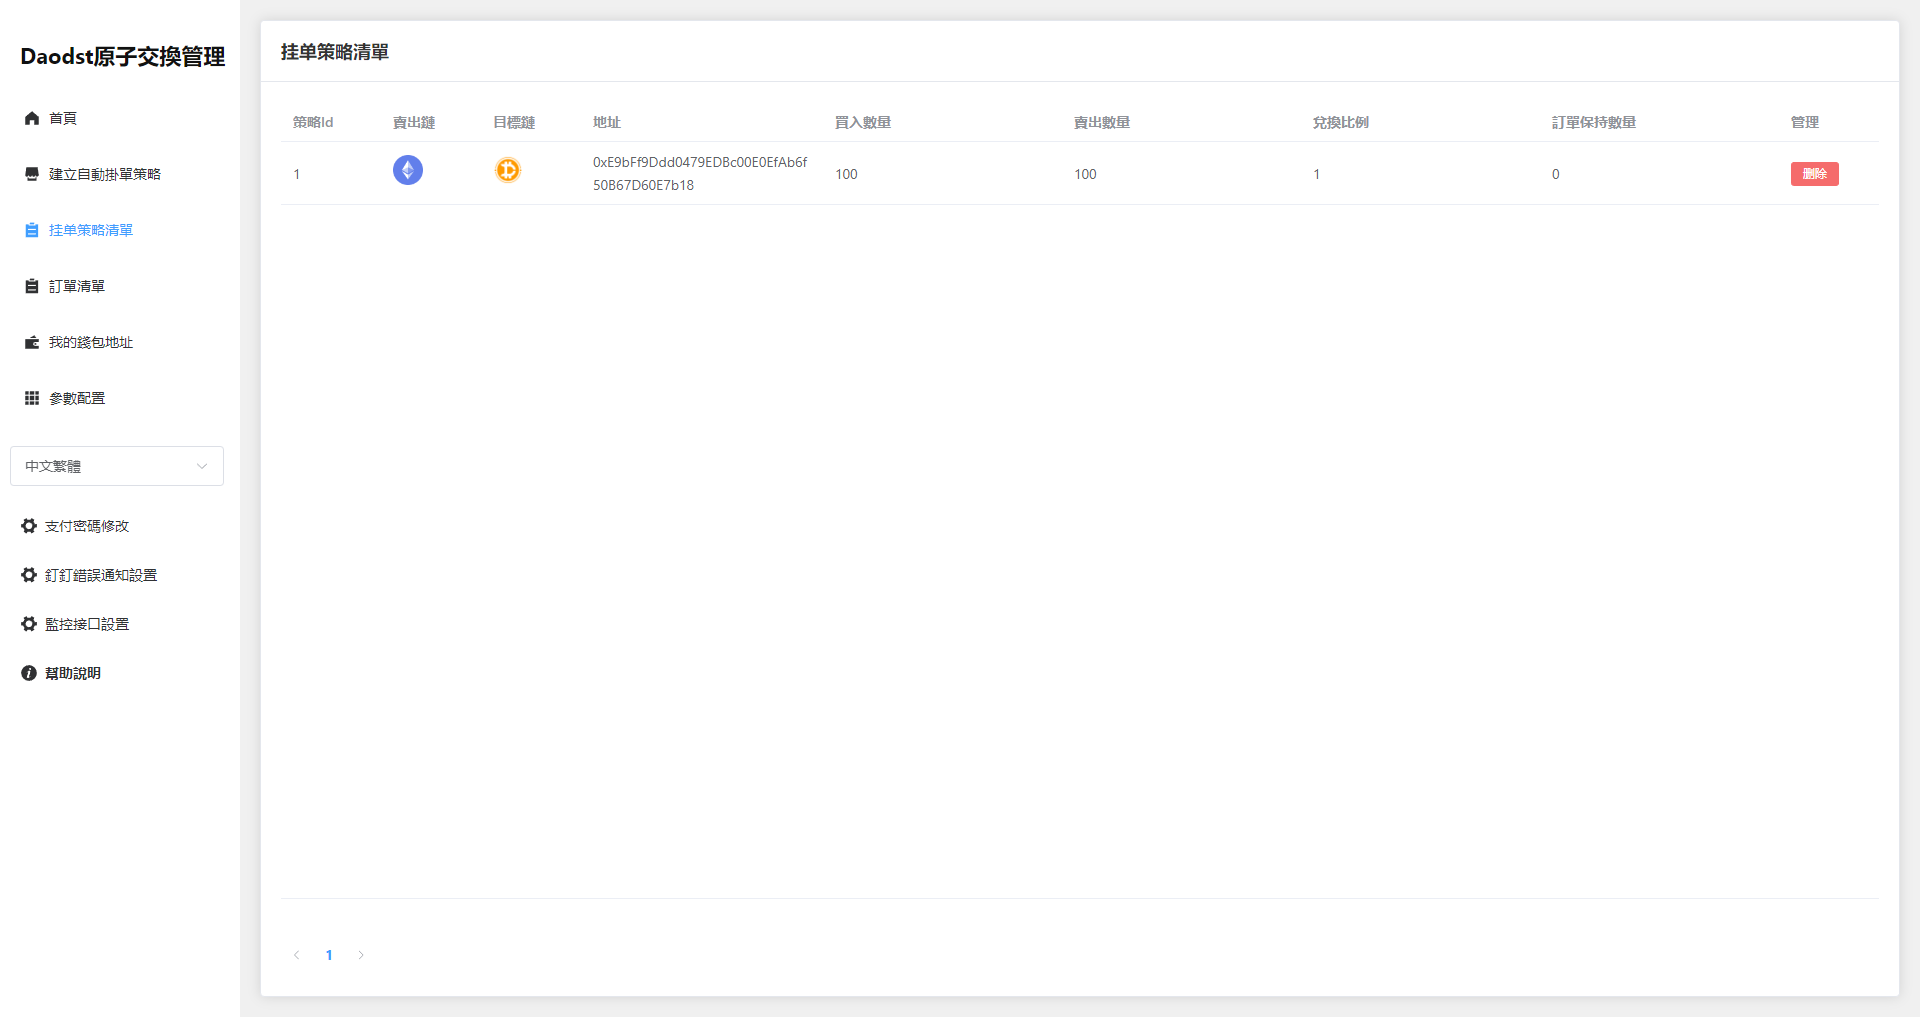 Daodst原子交換管理
首頁
建立自動掛單策略
挂单策略清單
訂單清單
我的錢包地址
參數配置
中文繁體
支付密碼修改
釘釘錯誤通知設置
監控接口設置
幫助說明
挂单策略清單
策略Id 賣出鏈 目標鏈 地址 買入數量 賣出數量 兌換比例 訂單保持數量 管理
1 0xE9bFf9Ddd0479EDBc00E0EfAb6f 100 100 1 0 删除
50B67D60E7b18
1